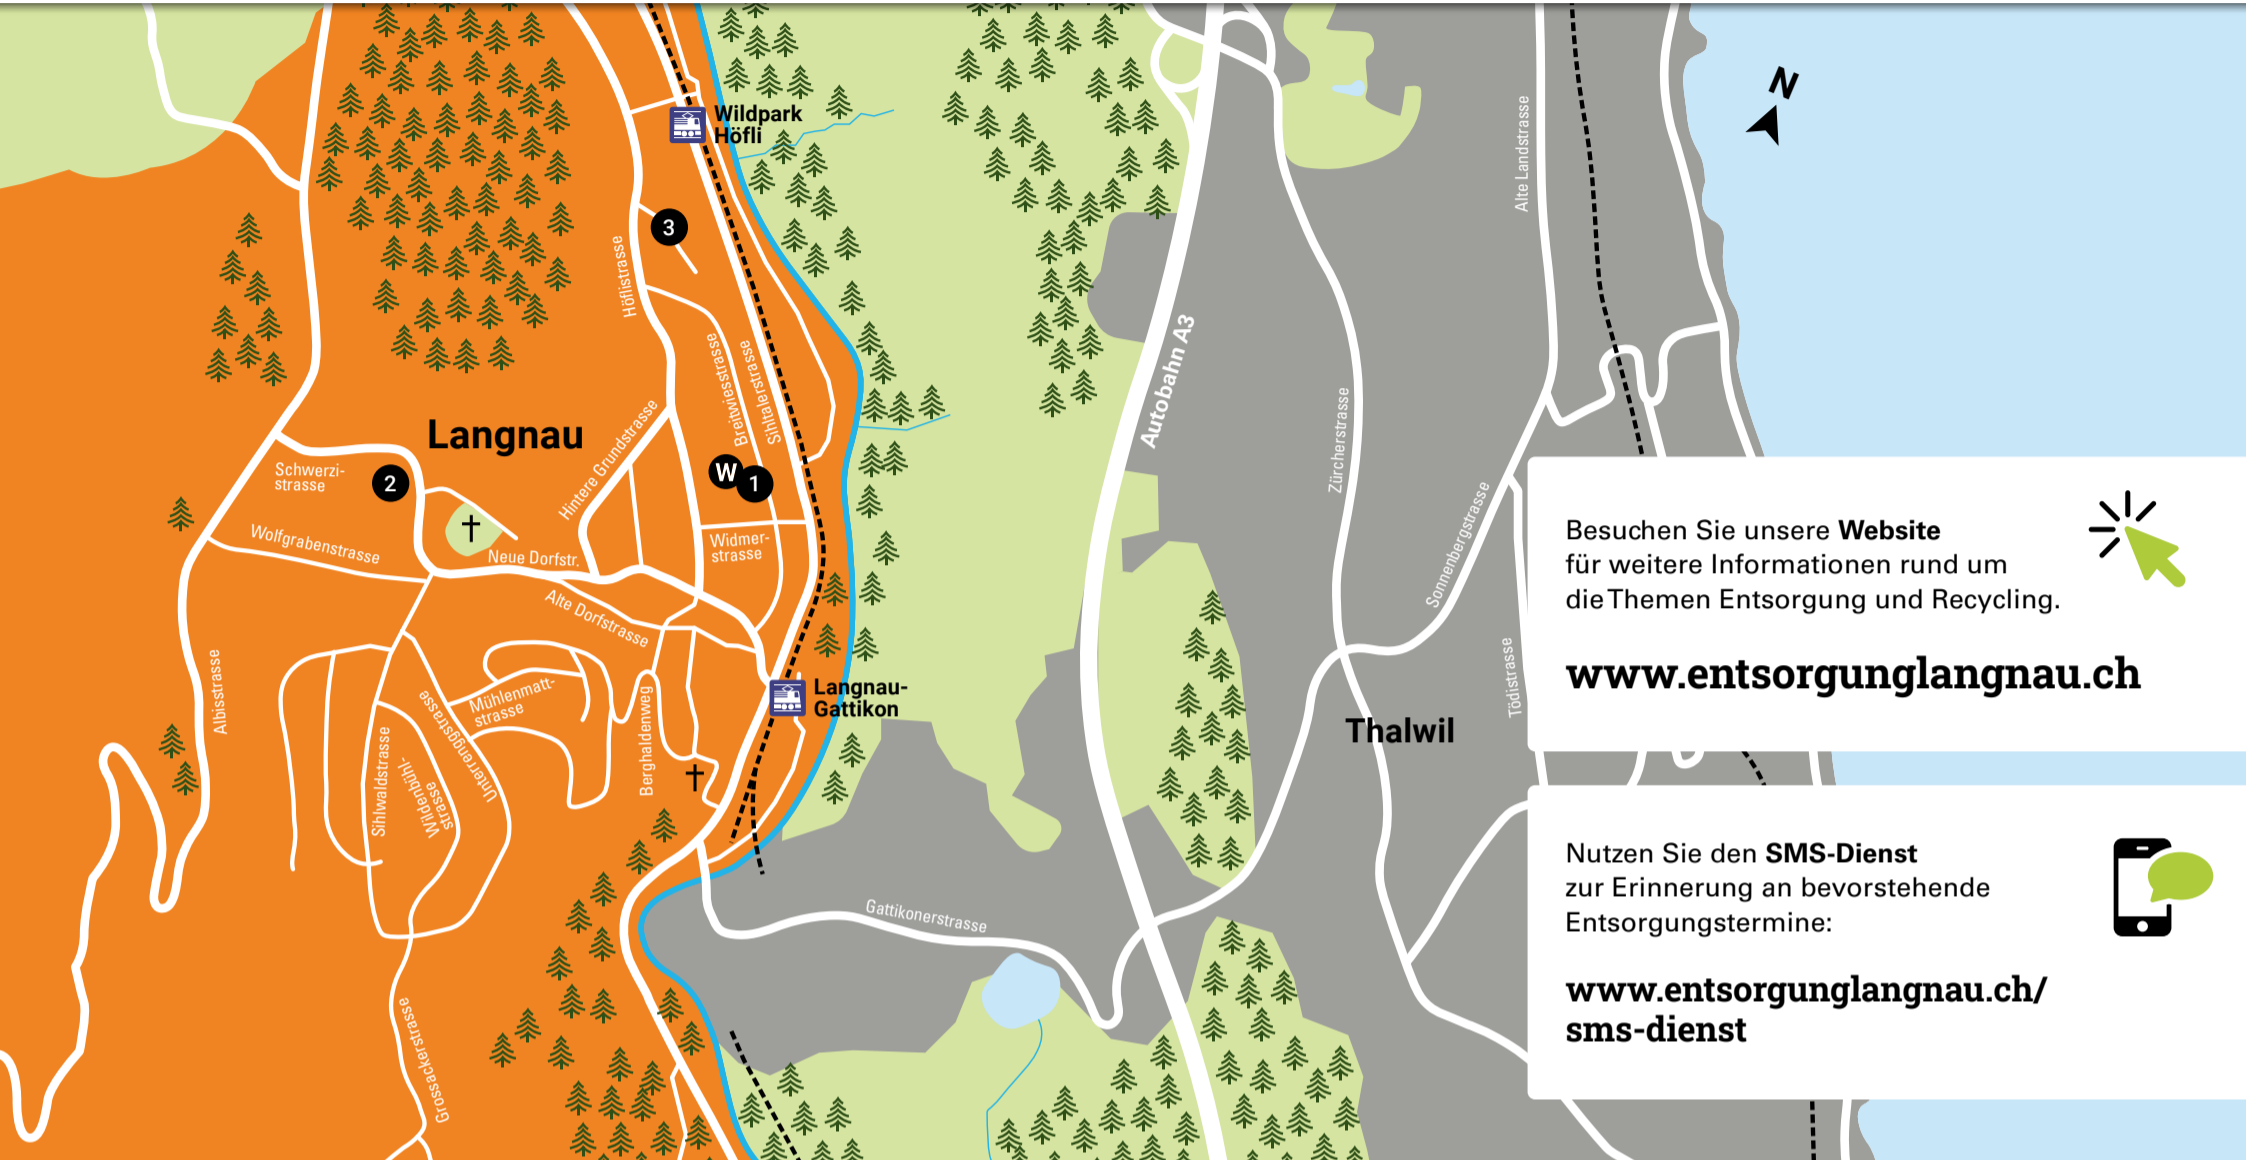 N
Wildpark
Höfli
Alte Landstrasse
3
Höflistrasse
Autobahn A3
Breitwiesstrasse
Sihltalerstrasse
Zürcherstrasse
Langnau
Hintere Grundstrasse
Schwerzi-
strasse
2
W
1
Wolfgrabenstrasse
Neue Dorfstr.
Widmer-
strasse
Sonnenbergstrasse
Alte Dorfstrasse
Albisstrasse
Mühlenmatt-
strasse
Unterrenggstrasse
Berghaldenweg
Langnau-
Gattikon
Tödistrasse
Thalwil
Sihlwaldstrasse
Wildenbühl-
strasse
Gattikonerstrasse
Grossackerstrasse
Besuchen Sie unsere Website
für weitere Informationen rund um
die Themen Entsorgung und Recycling.
www.entsorgunglangnau.ch
Nutzen Sie den SMS-Dienst
zur Erinnerung an bevorstehende
Entsorgungstermine:
www.entsorgunglangnau.ch/
sms-dienst